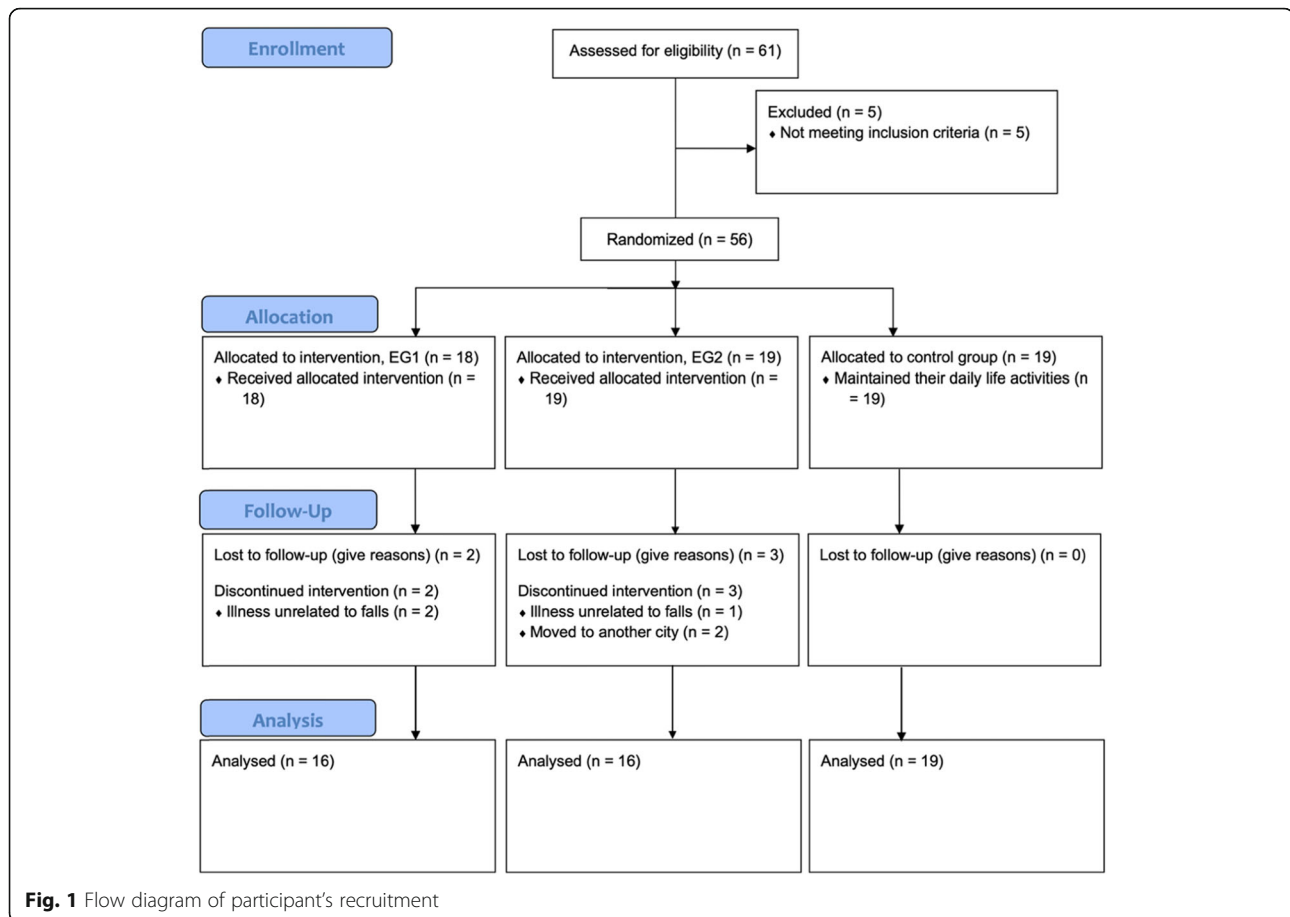 Enrollment
Assessed for eligibility (n = 61)
Excluded (n = 5)
♦ Not meeting inclusion criteria (n = 5)
Randomized (n = 56)
Allocation
Allocated to intervention, EG1 (n = 18)
♦ Received allocated intervention (n =
18)
Allocated to intervention, EG2 (n = 19)
♦ Received allocated intervention (n =
19)
Allocated to control group (n = 19)
♦ Maintained their daily life activities (n
= 19)
Follow-Up
Lost to follow-up (give reasons) (n = 2)
Discontinued intervention (n = 2)
♦ Illness unrelated to falls (n = 2)
Lost to follow-up (give reasons) (n = 3)
Discontinued intervention (n = 3)
♦ Illness unrelated to falls (n = 1)
♦ Moved to another city (n = 2)
Lost to follow-up (give reasons) (n = 0)
Analysis
Analysed (n = 16)
Analysed (n = 16)
Analysed (n = 19)
Fig. 1 Flow diagram of participant’s recruitment